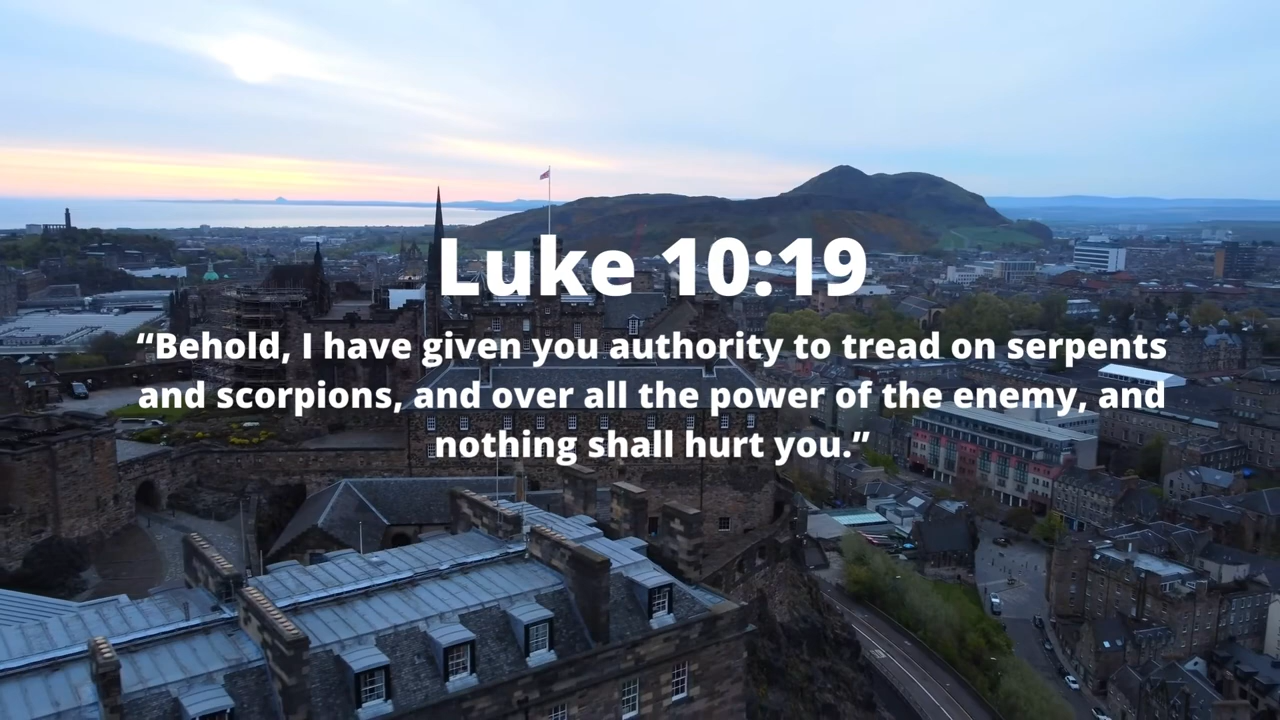 Luke 10:19
“Behold, I have given you authority to tread on serpents
and scorpions, and over all the power of the enemy, and
nothing shall hurt you.”